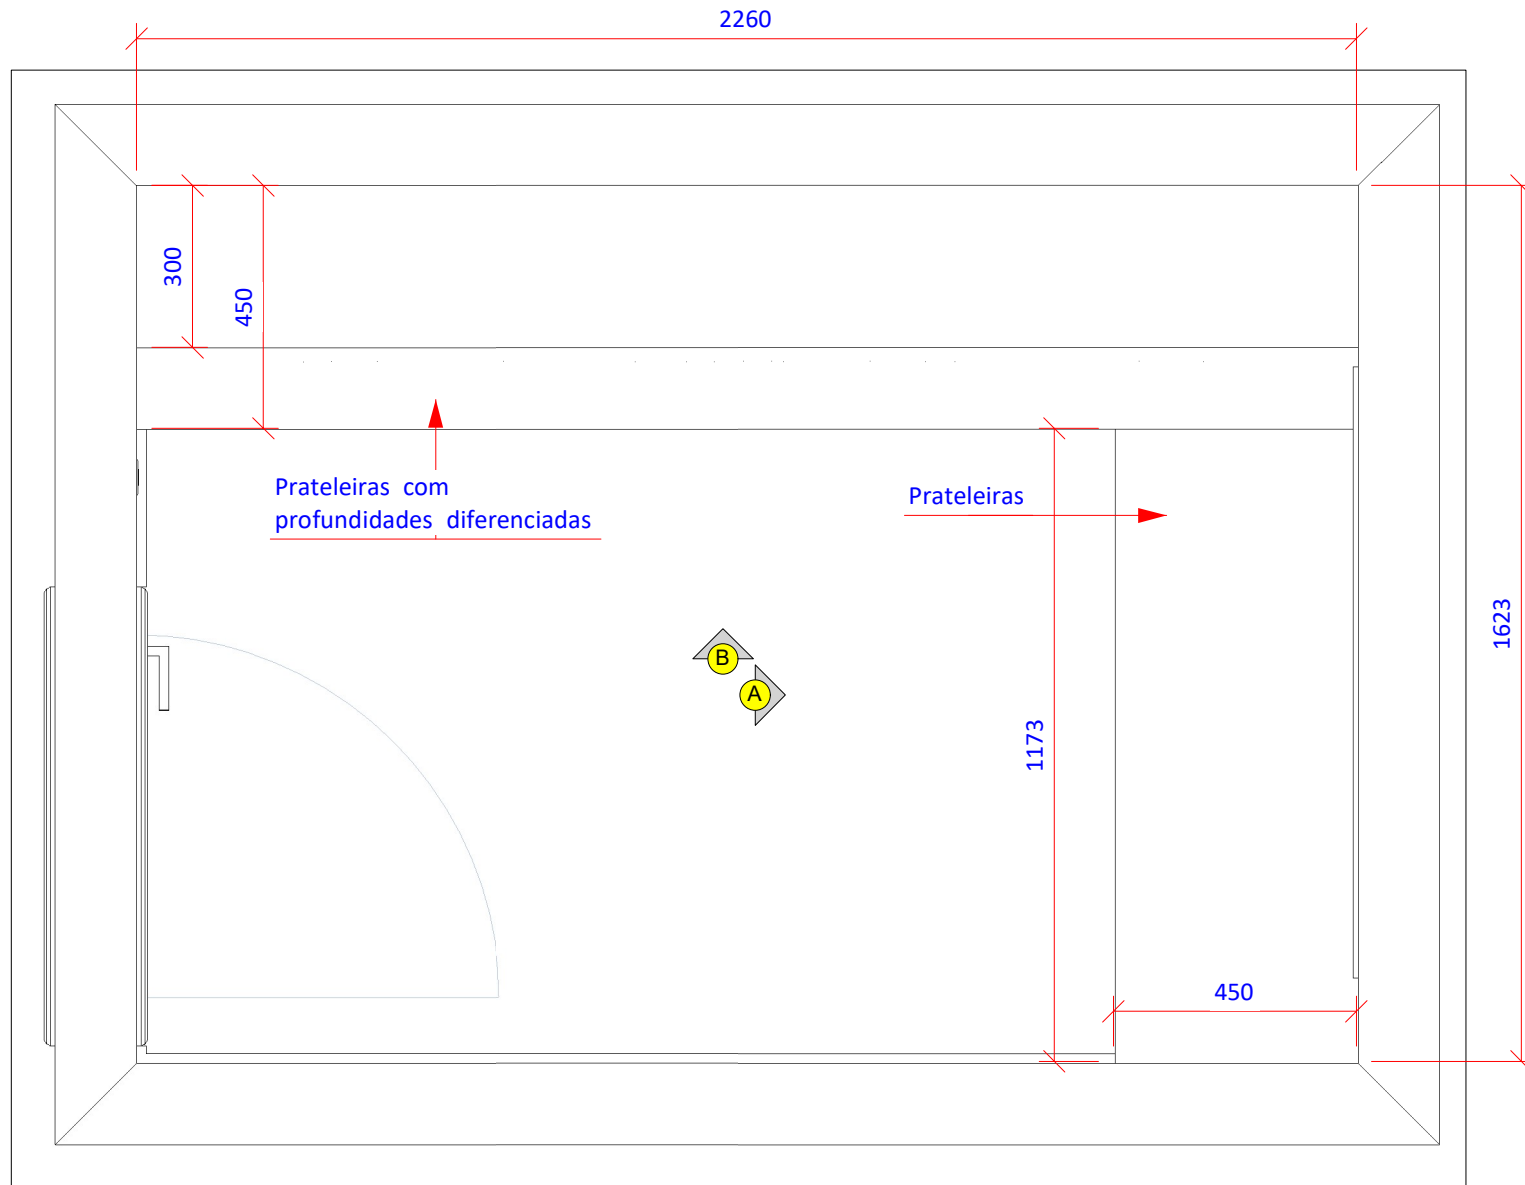 2260
300
450
Prateleiras com
profundidades diferenciadas
Prateleiras
1623
B
A
1173
450